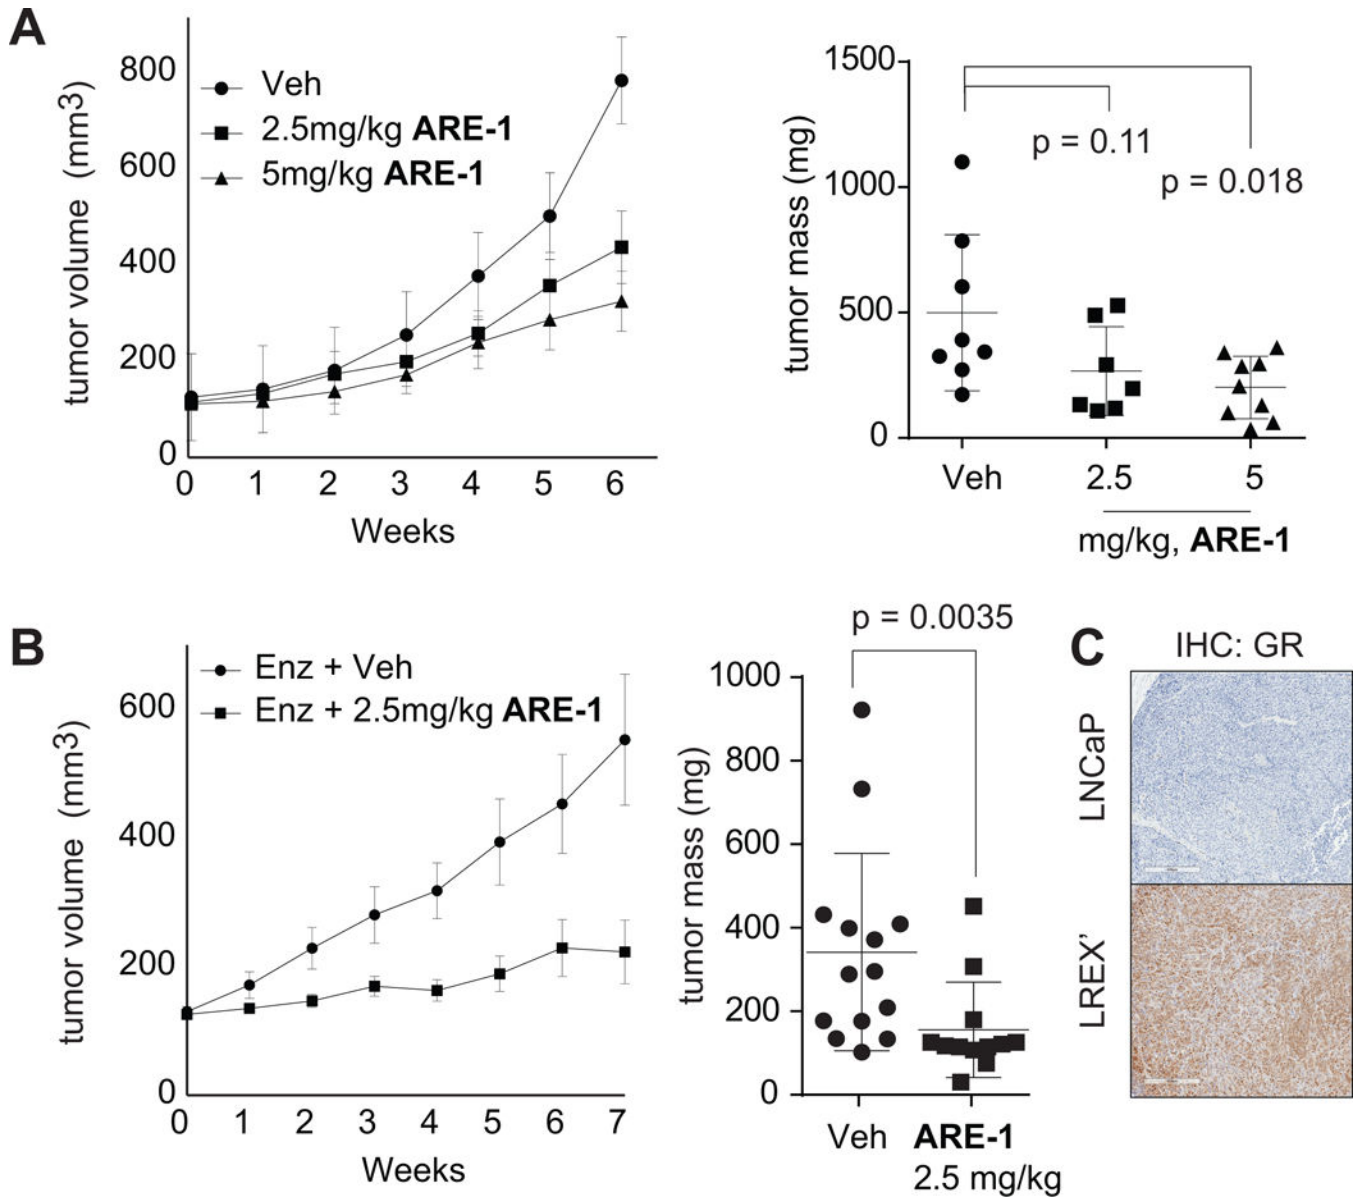 A
800
600
400
200
0
tumor volume (mm3)
Veh
2.5mg/kg ARE-1
5mg/kg ARE-1
0 1 2 3 4 5 6
Weeks
1500
1000
500
0
tumor mass (mg)
p = 0.11
p = 0.018
Veh 2.5 5
mg/kg, ARE-1
B
600
400
200
0
tumor volume (mm3)
Enz + Veh
Enz + 2.5mg/kg ARE-1
0 1 2 3 4 5 6 7
Weeks
p = 0.0035
1000
800
600
400
200
0
tumor mass (mg)
Veh ARE-1
2.5 mg/kg
C
IHC: GR
LNCaP
LREX’